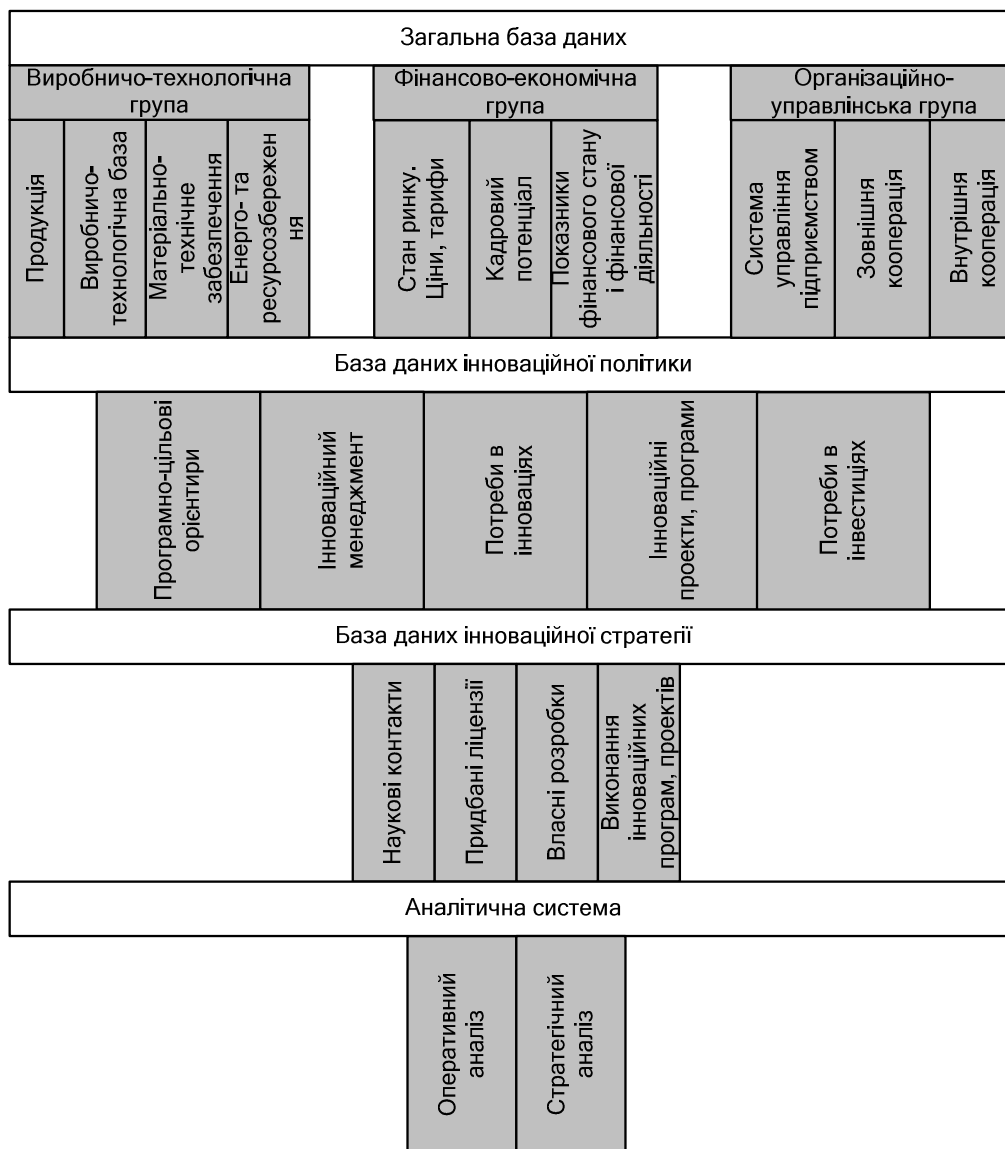 Загальна база даних
Виробничо-технологічна
група
Фінансово-економічна
група
Організаційно-
управлінська група
Продукція
Виробничо-
технологічна база
Матеріально-
технічне
забезпечення
Енерго- та
ресурсозбережен
ня
Стан ринку.
Ціни, тарифи
Кадровий
потенціал
Показники
фінансового стану
і фінансової
діяльності
Система
управління
підприємством
Зовнішня
кооперація
Внутрішня
кооперація
База даних інноваційної політики
Програмно-цільові
орієнтири
Інноваційний
менеджмент
Потреби в
інноваціях
Інноваційні
проекти, програми
Потреби в
інвестиціях
База даних інноваційної стратегії
Наукові контакти
Придбані ліцензії
Власні розробки
Виконання
інноваційних
програм, проектів
Аналітична система
Оперативний
аналіз
Стратегічний
аналіз